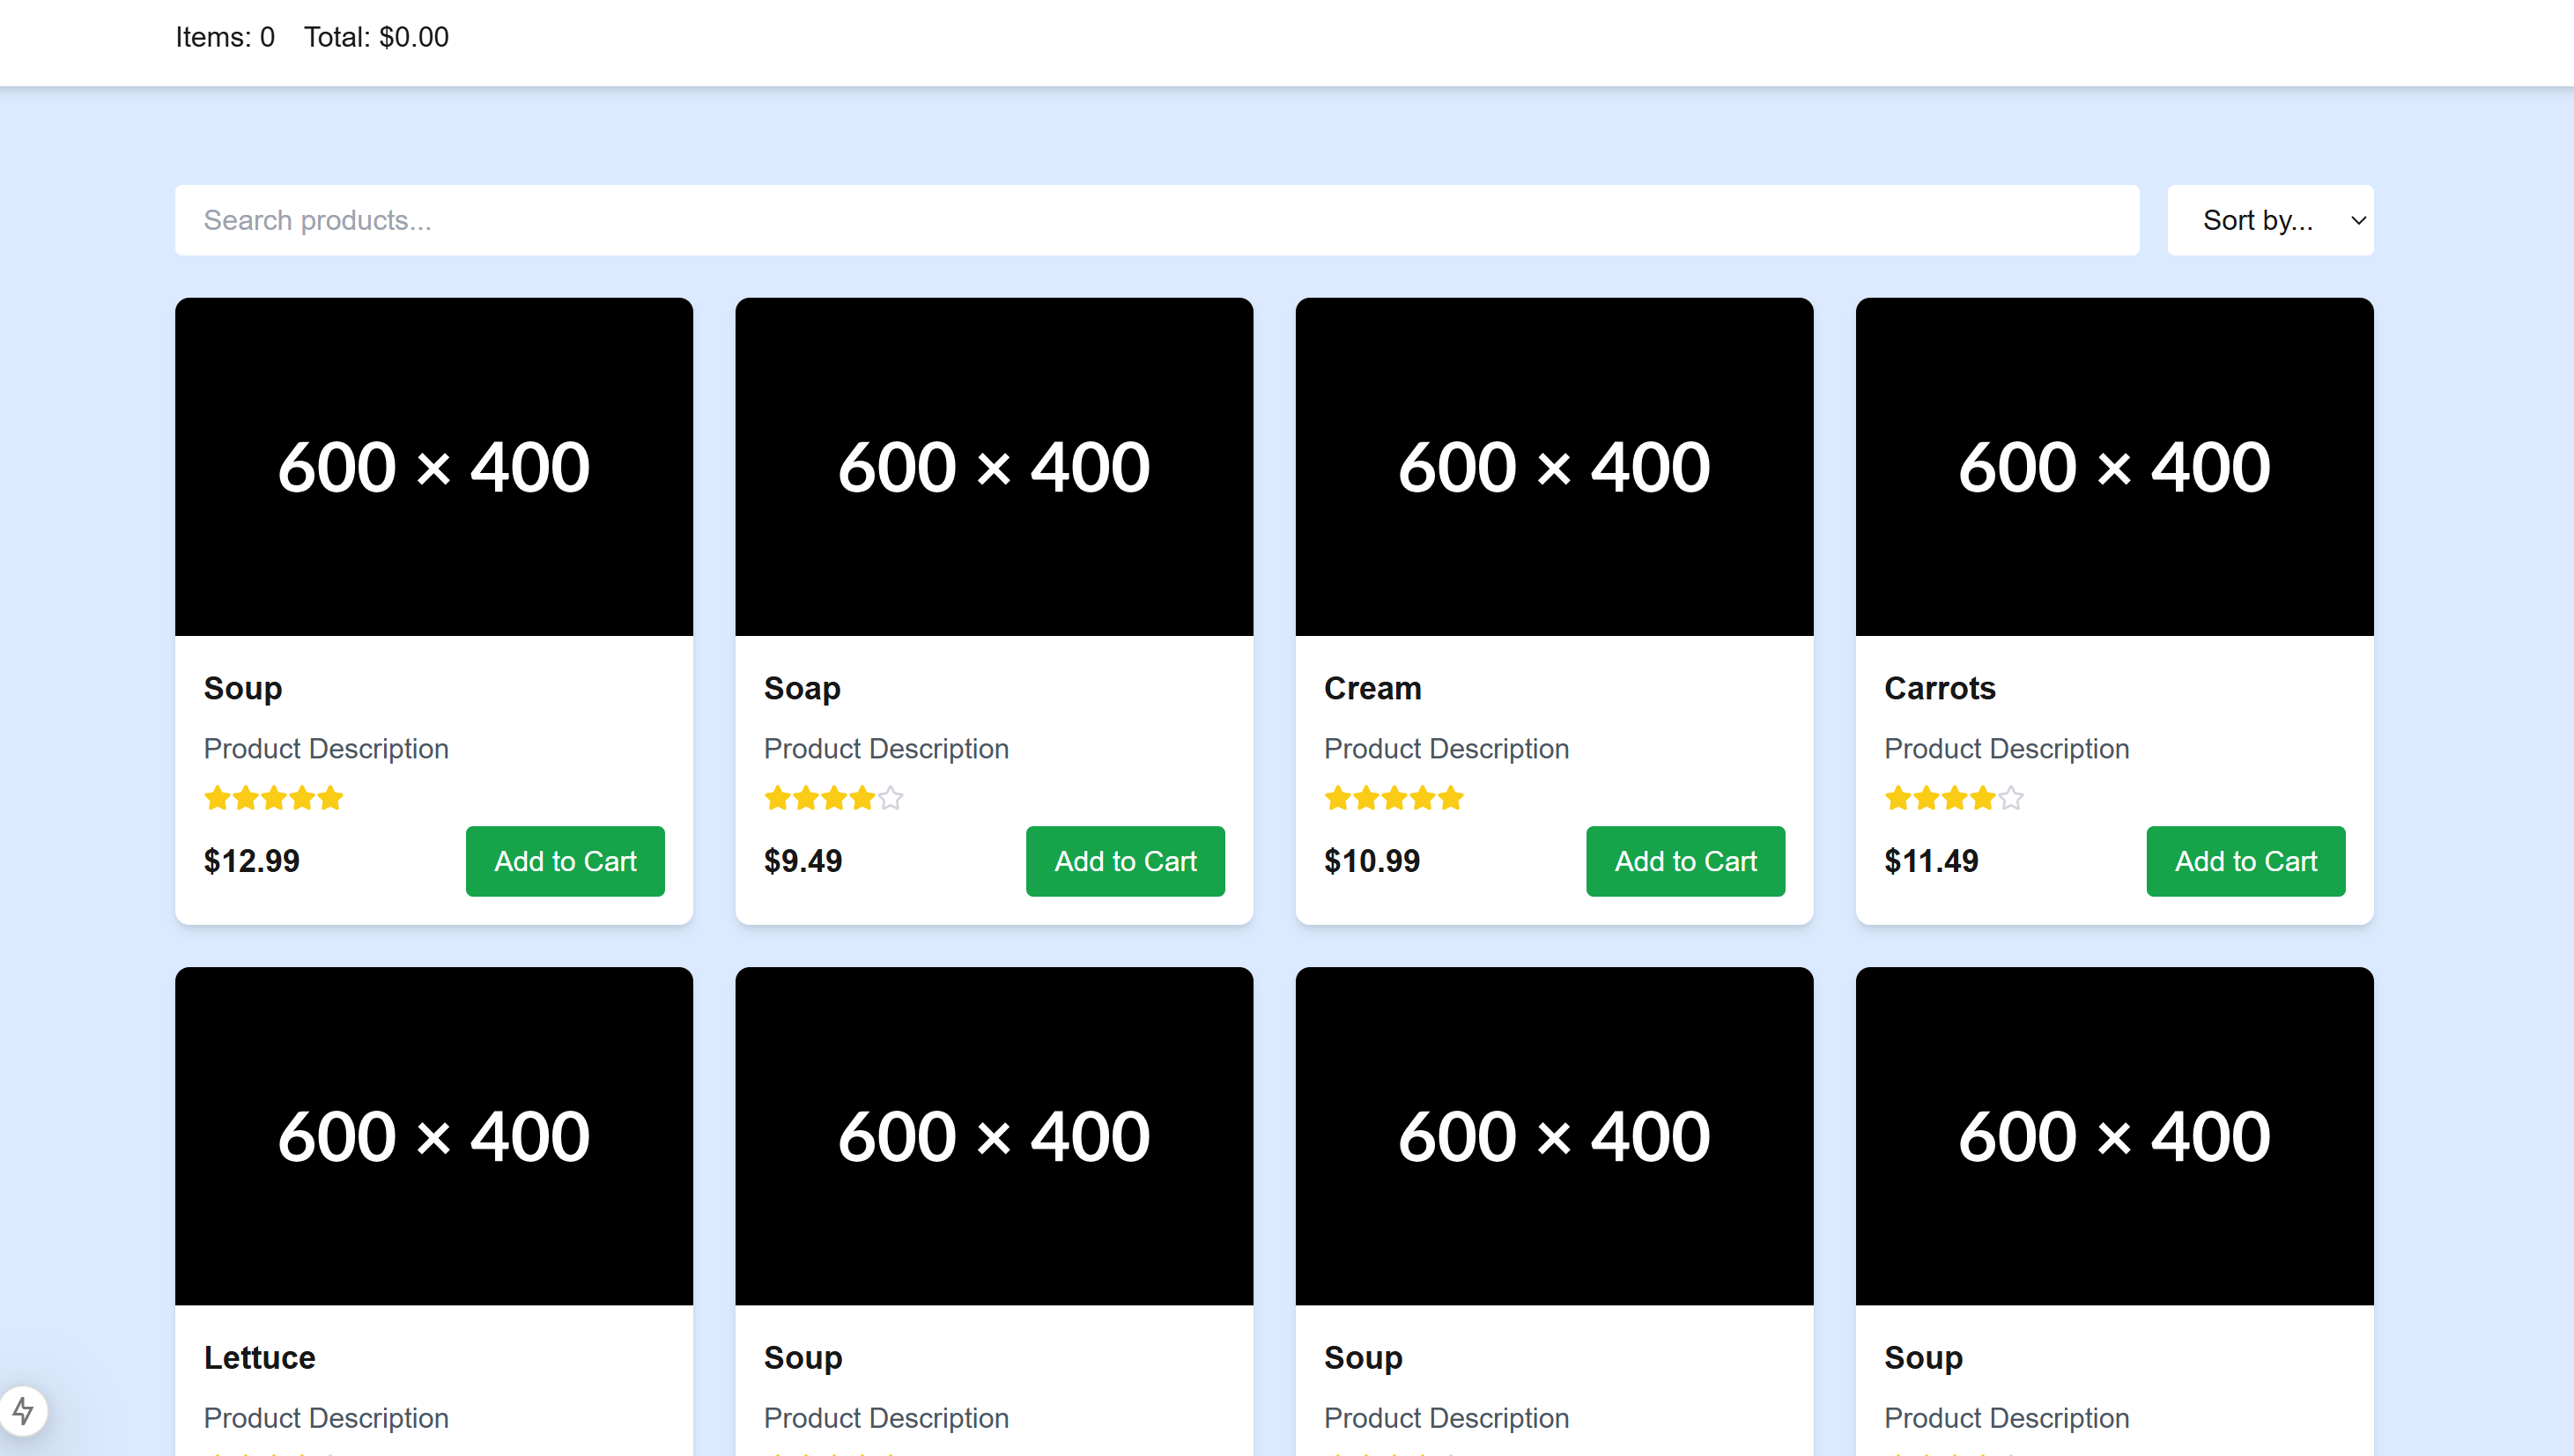 Items: 0 Total: $0.00
Search products...
Sort by...
600 × 400
600 × 400
600 × 400
600 × 400
Soup
Soap
Cream
Carrots
Product Description
Product Description
Product Description
Product Description
$12.99
Add to Cart
$9.49
Add to Cart
$10.99
Add to Cart
$11.49
Add to Cart
600 × 400
600 × 400
600 × 400
600 × 400
Lettuce
Soup
Soup
Soup
Product Description
Product Description
Product Description
Product Description